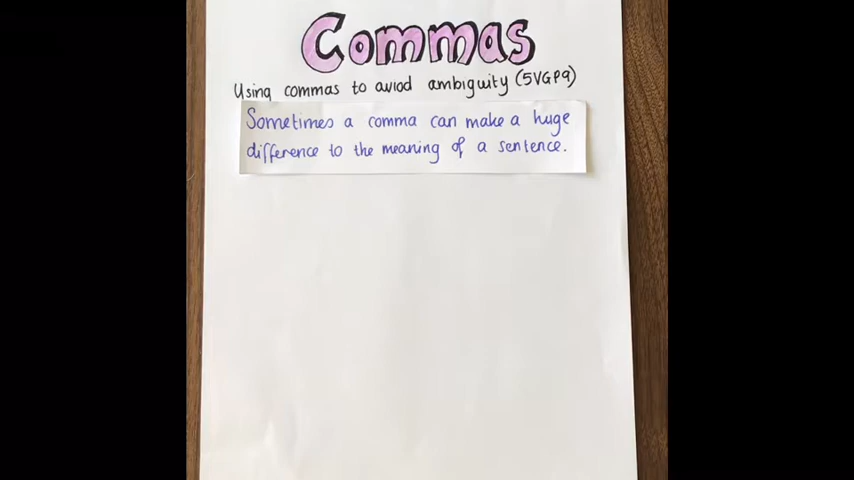 Commas
Using commas to aviod ambiguity (5VGP9)
Sometimes a comma can make a huge
difference to the meaning of a sentence.